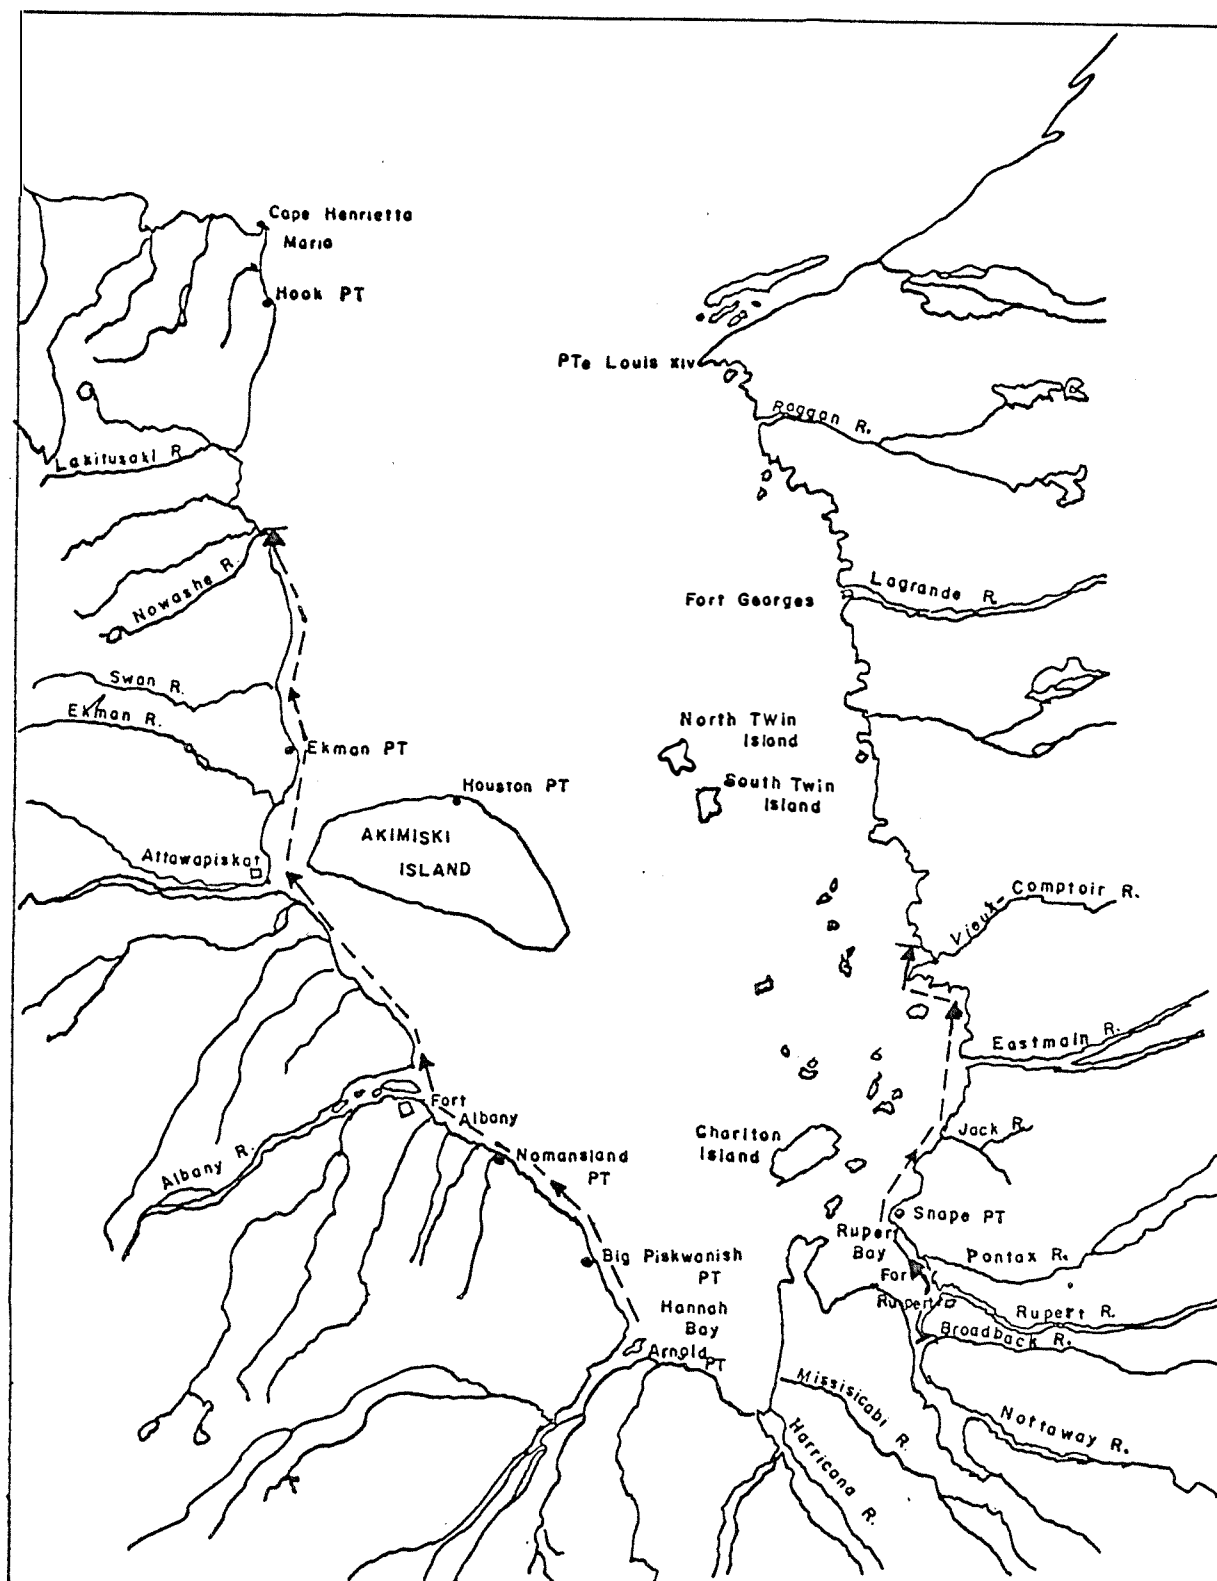 Cape Henrietta
Maria
Hook PT
PTe Louis XIV
Roggan R.
Lakitusaki R
Nowashe R.
Lagrande R.
Fort Georges
Swan R.
Ekman R.
Ekman PT
North Twin
Island
South Twin
Island
Houston PT
AKIMISKI
ISLAND
Attawapiskat
Vieux-Comptoir R.
Eastmain R.
Fort
Albany
Albany R.
Nomansland
PT
Charlton
Island
Jack R.
Snape PT
Rupert
Bay
Pontax R.
Big Piskwanish
PT
For
Rupert
Rupert R.
Broadback R.
Hannah
Bay
Arnold
PT
Missisicabi R.
Harricana R.
Nottaway R.